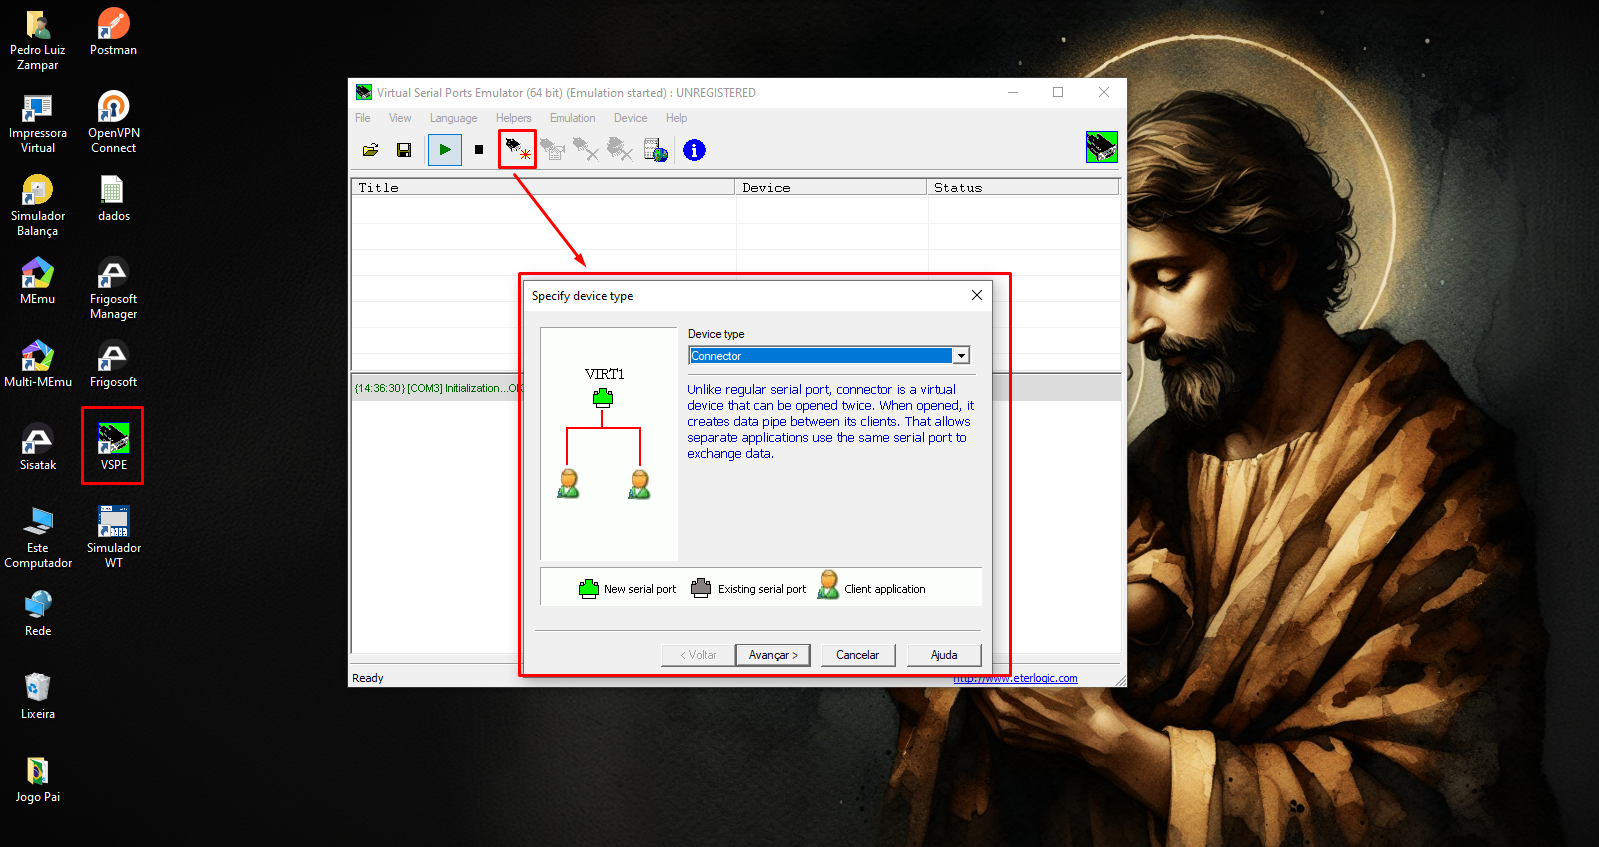 Pedro Luiz
Zampar
Postman
Impressora
Virtual
OpenVPN
Connect
Simulador
Balança
dados
MEmu
Frigosoft
Manager
Multi-MEmu
Frigosoft
Sisatak
VSPE
Este
Computador
Simulador
WT
Rede
Lixeira
Jogo Pai
Virtual Serial Ports Emulator (64 bit) (Emulation started) : UNREGISTERED
File View Language Helpers Emulation Device Help
Title Device Status
{14:36:30} [COM3] Initialization...
Specify device type
VIRT1
Device type
Connector
Unlike regular serial port, connector is a virtual
device that can be opened twice. When opened, it
creates data pipe between its clients. That allows
separate applications use the same serial port to
exchange data.
New serial port Existing serial port Client application
< Voltar Avançar > Cancelar Ajuda
Ready http://www.eterlogic.com